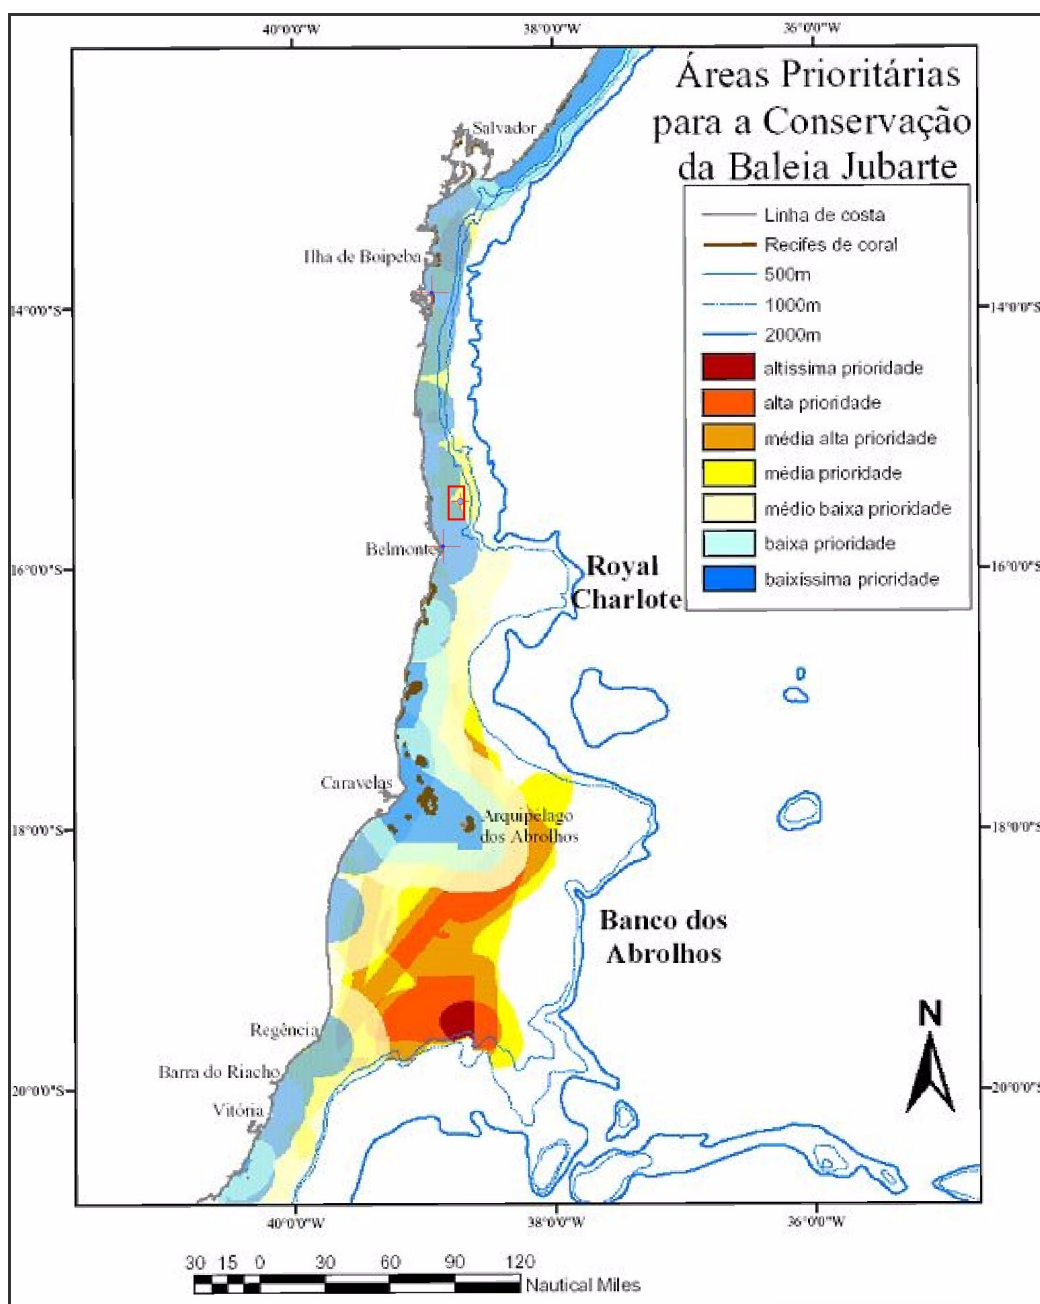 40°0'0"W 38°0'0"W 36°0'0"W
Áreas Prioritárias
para a Conservação
da Baleia Jubarte
Salvador
Linha de costa
Recifes de coral
Ilha de Boipeba
500m
1000m
14°0'0"S 14°0'0"S
2000m
altissima prioridade
alta prioridade
média alta prioridade
média prioridade
médio baixa prioridade
Belmonte
baixa prioridade
16°0'0"S 16°0'0"S
baixissima prioridade
Royal
Charlote
Caravelas
Arquipélago
dos Abrolhos
18°0'0"S 18°0'0"S
Banco dos
Abrolhos
N
Regência
Barra do Riacho
20°0'0"S 20°0'0"S
Vitória
40°0'0"W 38°0'0"W 36°0'0"W
30 15 0 30 60 90 120
Nautical Miles